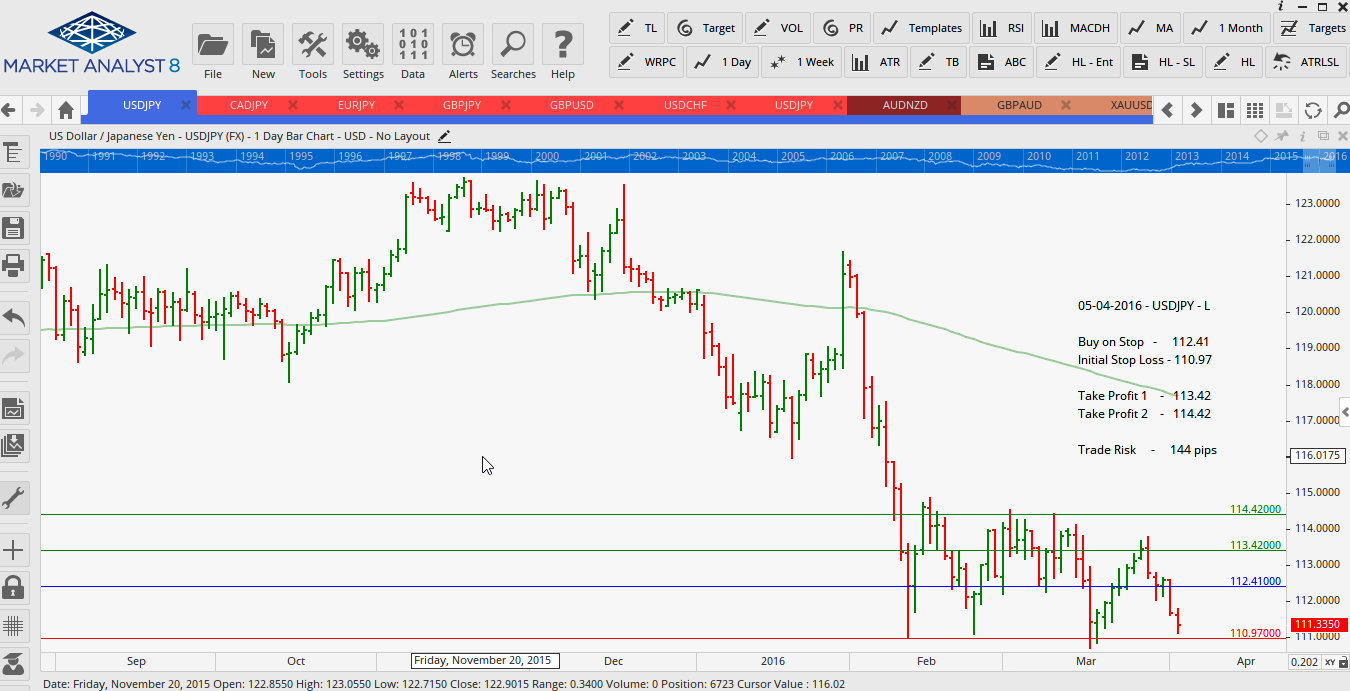 MARKET ANALYST 8
File
New
Tools
Settings
101
010
111
Data
Alerts
Searches
Help
TL
Target
VOL
PR
Templates
RSI
MACDH
MA
1 Month
Targets
WRPC
1 Day
1 Week
ATR
TB
ABC
HL - Ent
HL - SL
HL
ATRLSL
USDJPY
CADJPY
EURJPY
GBPJPY
GBPUSD
USDCHF
USDJPY
AUDNZD
GBPAUD
XAUUSD
US Dollar / Japanese Yen - USDJPY (FX) - 1 Day Bar Chart - USD - No Layout
1990 1991 1992 1993 1994 1995 1996 1997 1998 1999 2000 2001 2002 2003 2004 2005 2006 2007 2008 2009 2010 2011 2012 2013 2014 2015 2016
123.0000
122.0000
121.0000
120.0000
119.0000
118.0000
117.0000
116.0175
115.0000
114.0000
113.0000
112.0000
111.3350
111.0000
05-04-2016 - USDJPY - L
Buy on Stop - 112.41
Initial Stop Loss - 110.97
Take Profit 1 - 113.42
Take Profit 2 - 114.42
Trade Risk - 144 pips
114.42000
113.42000
112.41000
110.97000
Sep Oct Friday, November 20, 2015 Dec 2016 Feb Mar Apr
0.202 XY
Date: Friday, November 20, 2015 Open: 122.8550 High: 123.0550 Low: 122.7150 Close: 122.9015 Range: 0.3400 Volume: 0 Position: 6723 Cursor Value : 116.02